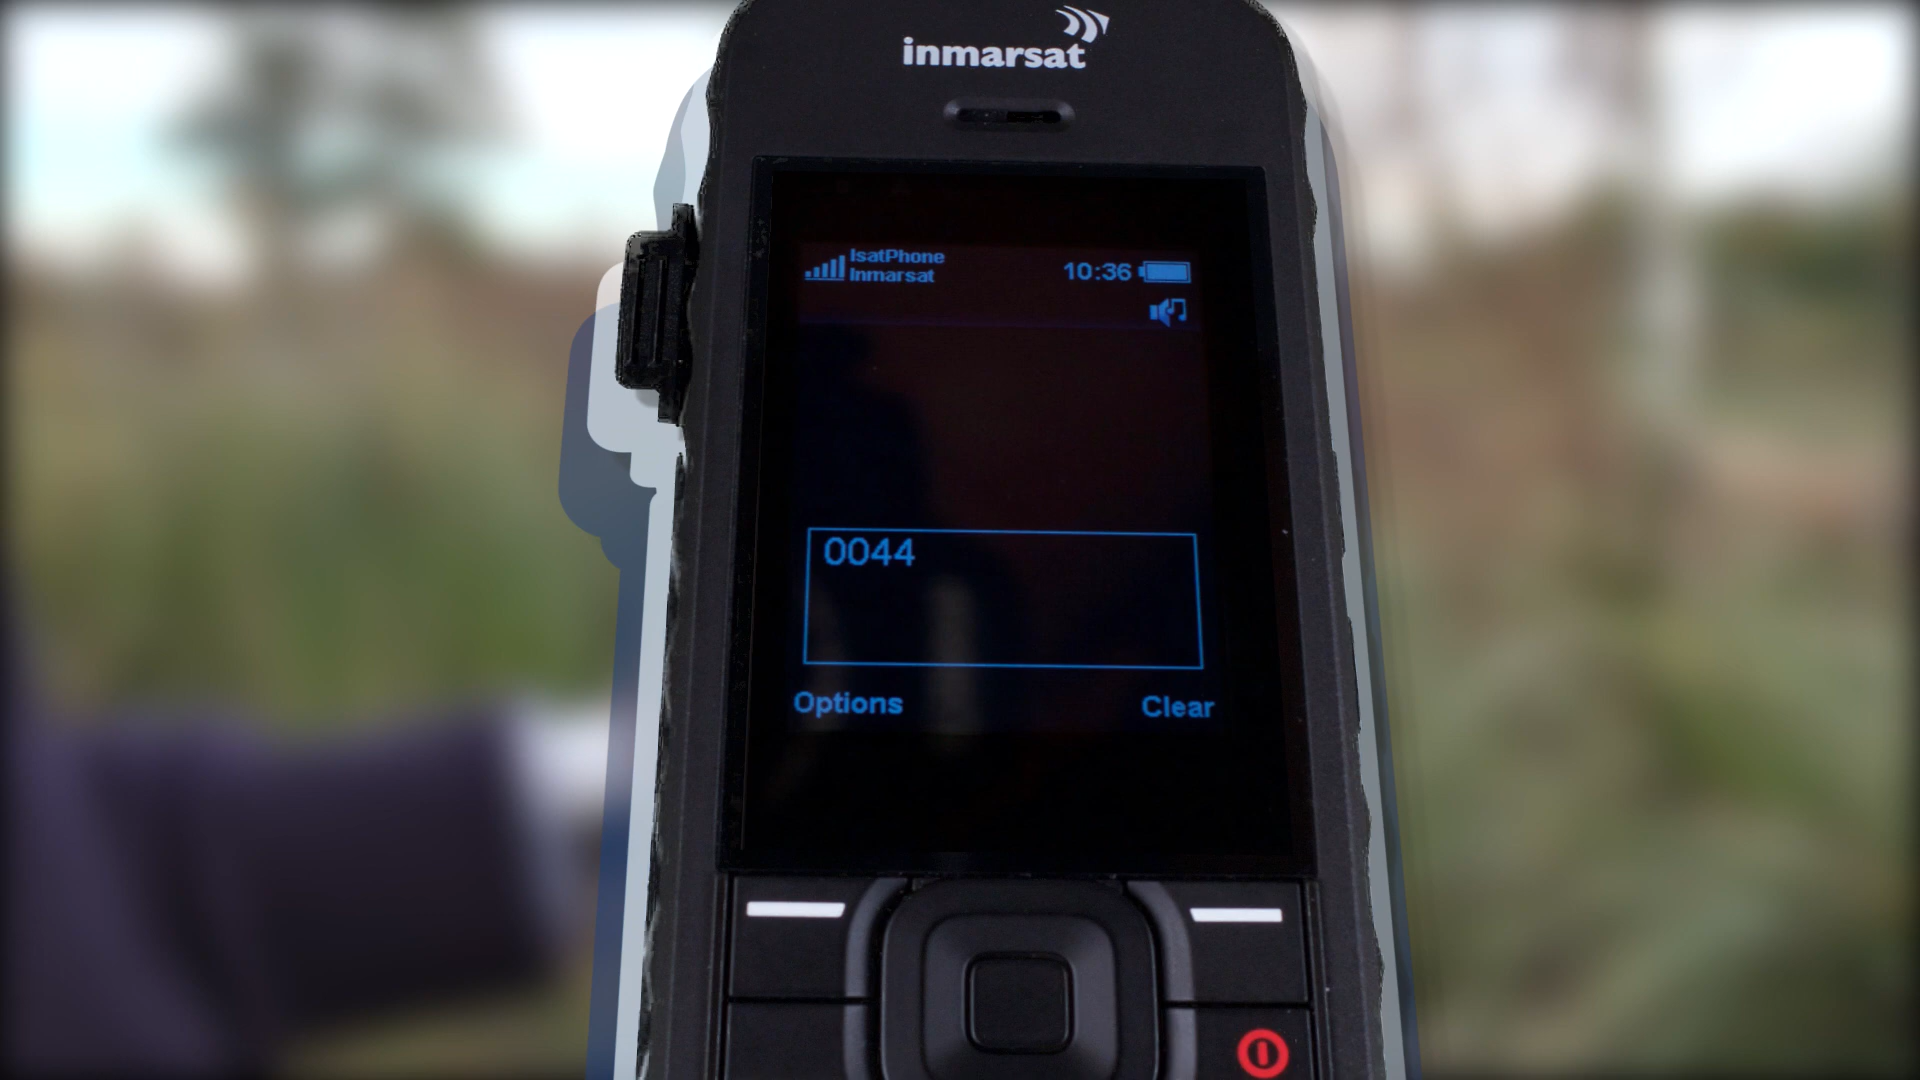 inmarsat
IsatPhone
Inmarsat
10:36
0044
Options
Clear